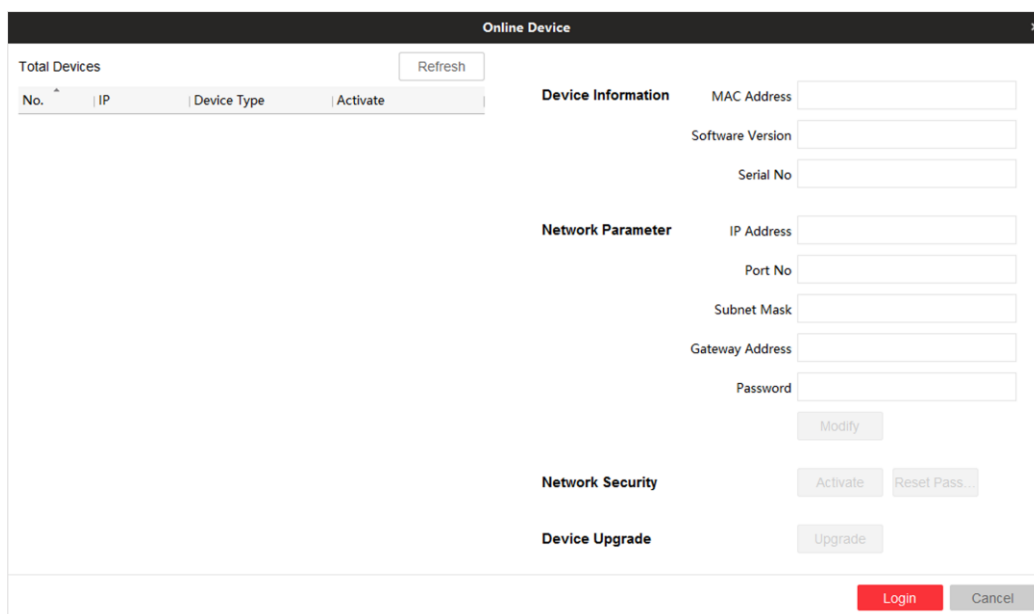 Online Device
Total Devices
Refresh
No. IP Device Type Activate
Device Information
MAC Address
Software Version
Serial No
Network Parameter
IP Address
Port No
Subnet Mask
Gateway Address
Password
Modify
Network Security
Activate
Reset Pass...
Device Upgrade
Upgrade
Login
Cancel